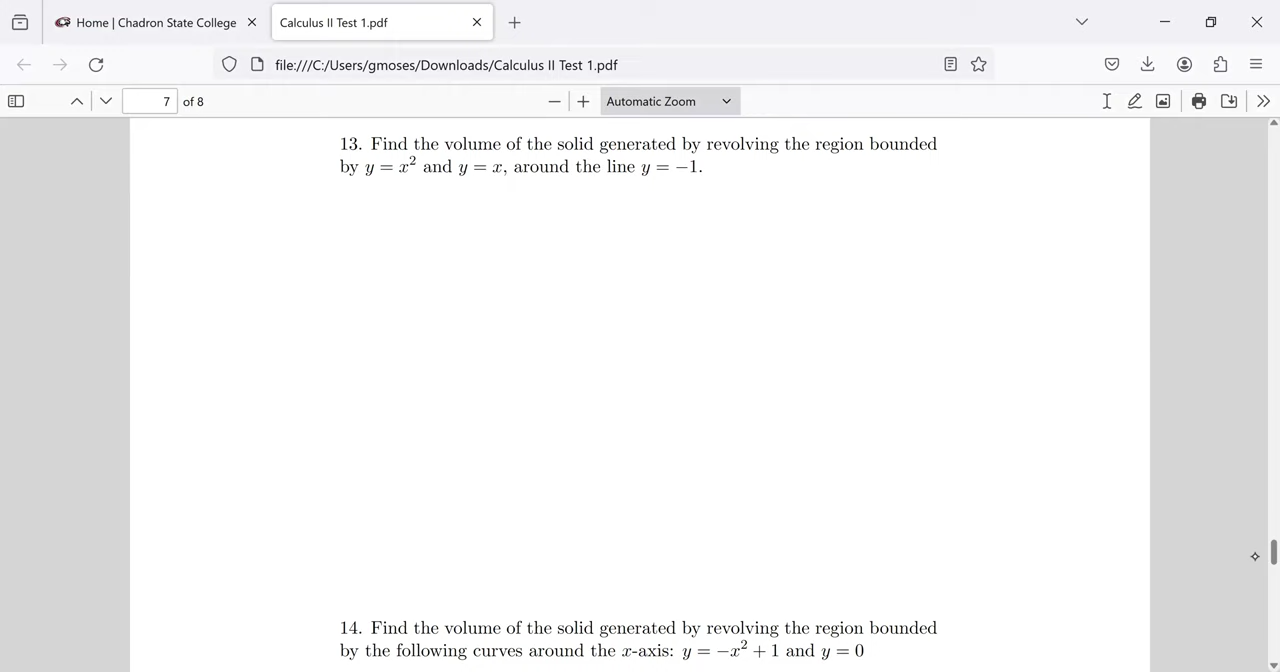 Home | Chadron State College
Calculus II Test 1.pdf
file:///C:/Users/gmoses/Downloads/Calculus II Test 1.pdf
7 of 8
Automatic Zoom
13. Find the volume of the solid generated by revolving the region bounded
by y = x² and y = x, around the line y = −1.
14. Find the volume of the solid generated by revolving the region bounded
by the following curves around the x-axis: y = −x² + 1 and y = 0